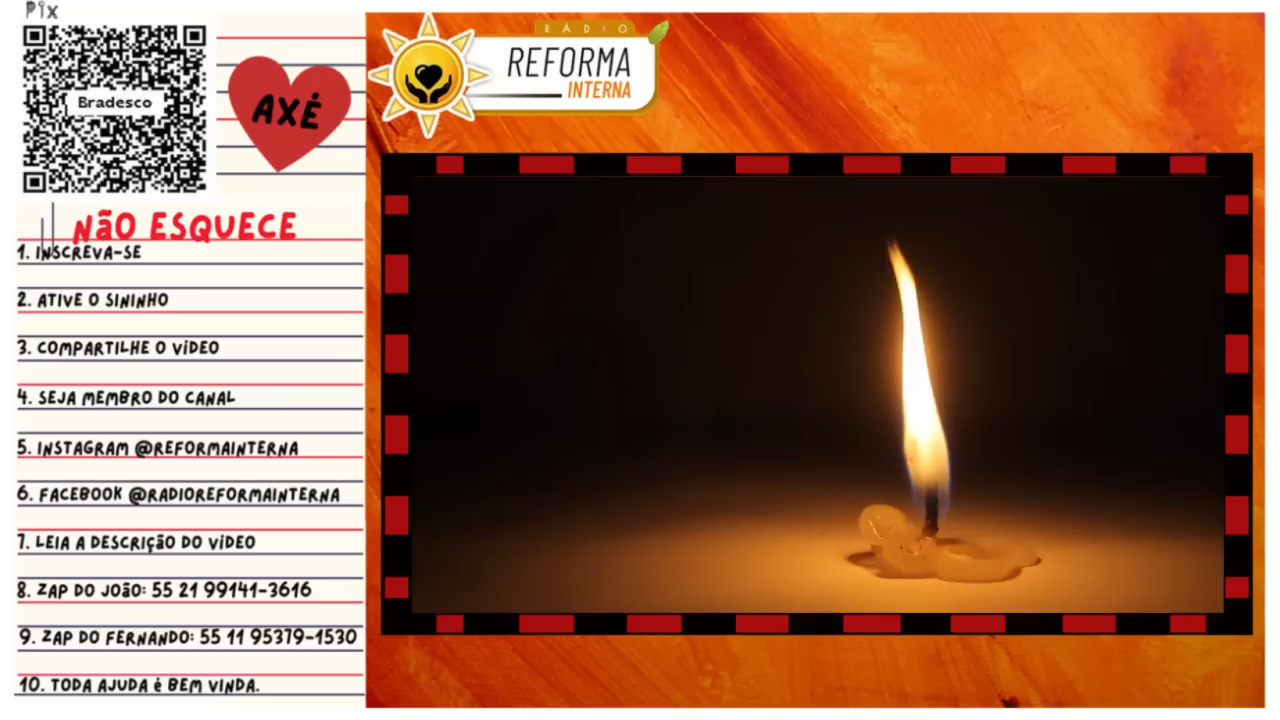 Pix
Bradesco
AXÉ
NãO ESQUECE
1. INSCREVA-SE
2. ATIVE O SININHO
3. COMPARTILHE O VíDEO
4. SEJA MEMBRO DO CANAL
5. INSTAGRAM @REFORMAINTERNA
6. FACEBOOK @RADIOREFORMAINTERNA
7. LEIA A DESCRIÇãO DO VíDEO
8. ZAP DO JOãO: 55 21 99141-3616
9. ZAP DO FERNANDO: 55 11 95379-1530
10. TODA AJUDA é BEM VINDA.
RÁDIO
REFORMA
INTERNA